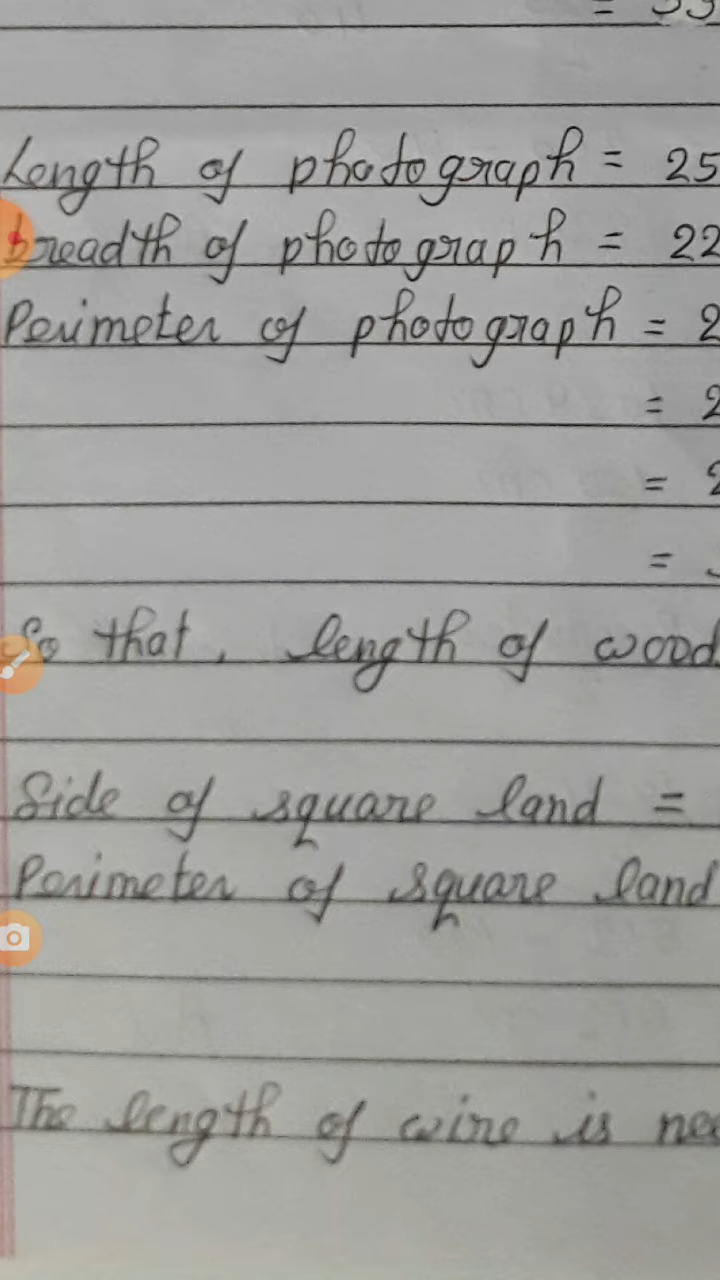 Length of photograph = 25
breadth of photograph = 22
Perimeter of photograph = 2
= 2
= 2
=
So that, length of wood
Side of square land =
Perimeter of square land
The length of wire is